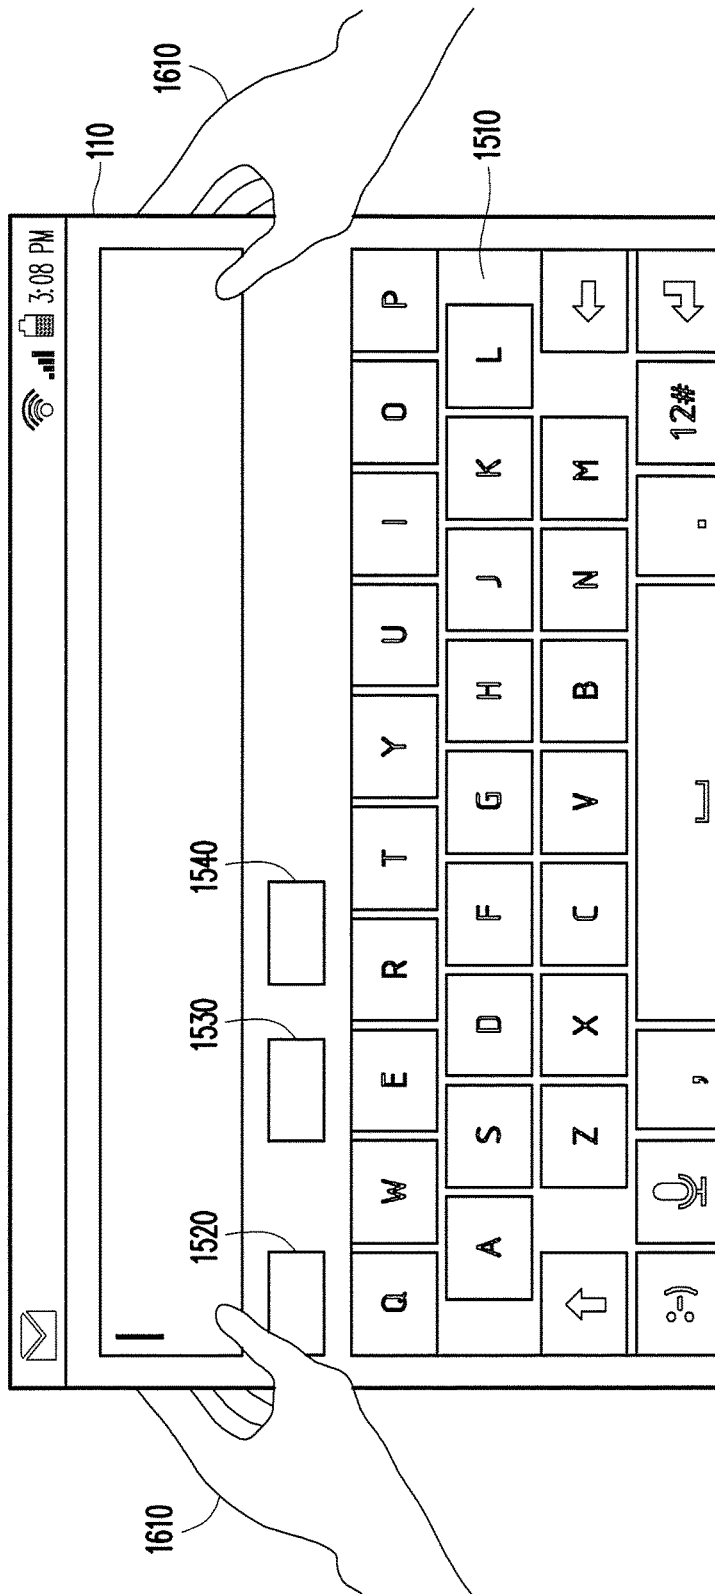 3:08 PM
110
1610 1610
1520 1530 1540
Q W E R T Y U I O P
A S D F G H J K L 1510
Z X C V B N M
:-) , . 12#